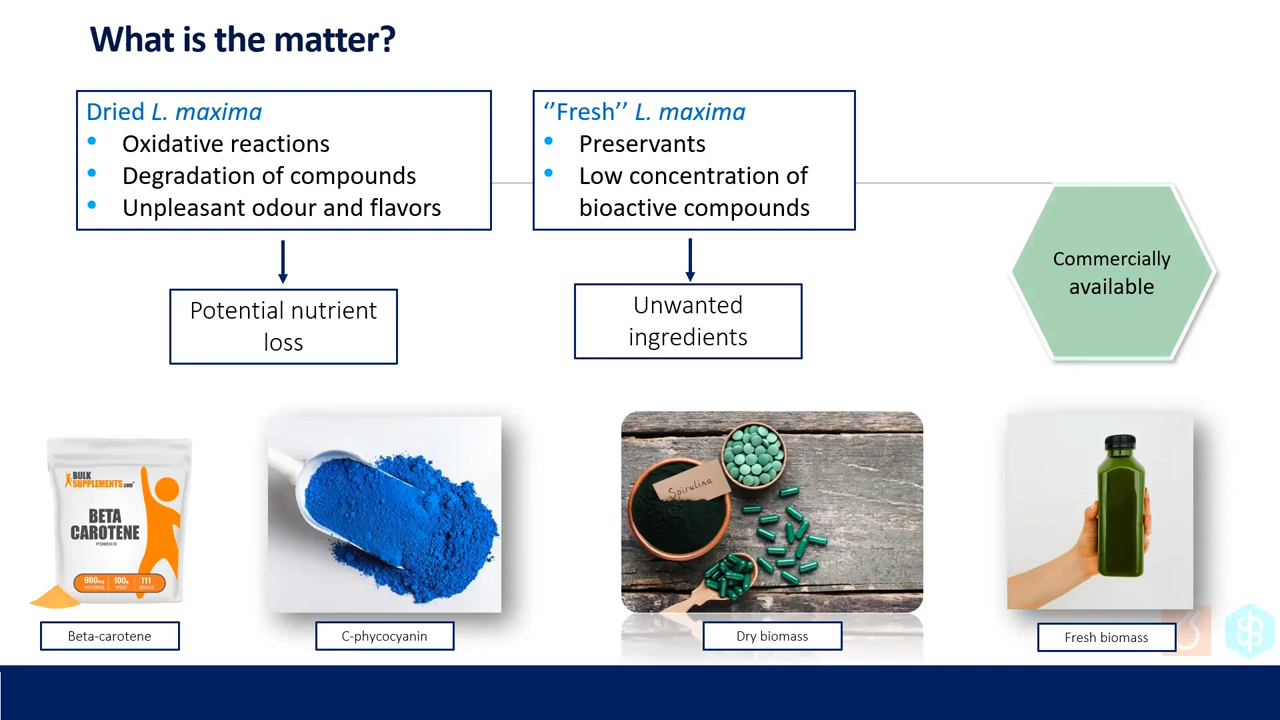 What is the matter?
Dried L. maxima
• Oxidative reactions
• Degradation of compounds
• Unpleasant odour and flavors
‘’Fresh’’ L. maxima
• Preservants
• Low concentration of
bioactive compounds
Potential nutrient
loss
Unwanted
ingredients
Commercially
available
BULK
SUPPLEMENTS.com
BETA
CAROTENE
POWDER
900mg
100g
111
Spirulina
Beta-carotene
C-phycocyanin
Dry biomass
Fresh biomass